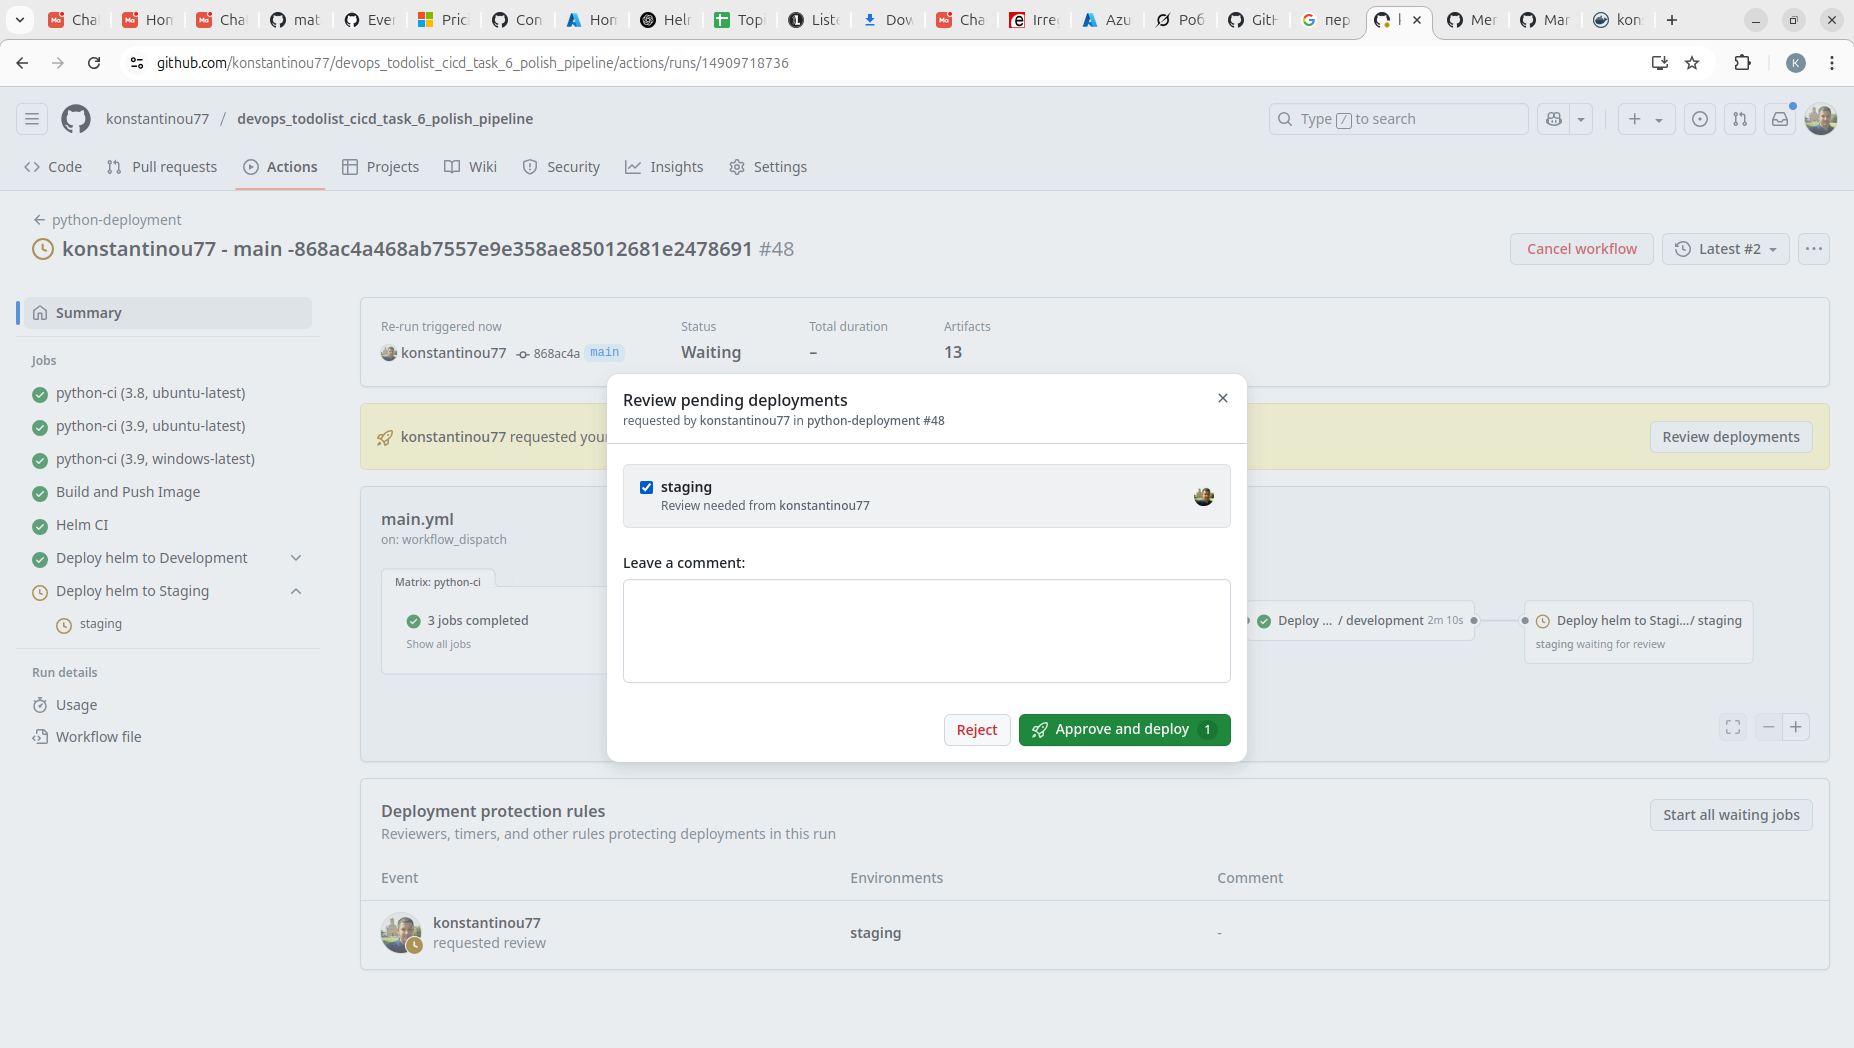 Cha
Hon
Cha
mat
Ever
Prici
Con
Hon
Helm
Topi
Liste
Dow
Cha
Irreg
Azu
Роб
GitH
пер
k
Mer
Mar
kons
github.com/konstantinou77/devops_todolist_cicd_task_6_polish_pipeline/actions/runs/14909718736
K
konstantinou77 / devops_todolist_cicd_task_6_polish_pipeline
Type / to search
Code
Pull requests
Actions
Projects
Wiki
Security
Insights
Settings
python-deployment
konstantinou77 - main -868ac4a468ab7557e9e358ae85012681e2478691 #48
Cancel workflow
Latest #2
Summary
Jobs
python-ci (3.8, ubuntu-latest)
python-ci (3.9, ubuntu-latest)
python-ci (3.9, windows-latest)
Build and Push Image
Helm CI
Deploy helm to Development
Deploy helm to Staging
staging
Run details
Usage
Workflow file
Re-run triggered now
konstantinou77 868ac4a main
Status
Waiting
Total duration
–
Artifacts
13
konstantinou77 requested your
Review deployments
main.yml
on: workflow_dispatch
Matrix: python-ci
3 jobs completed
Show all jobs
Deploy ... / development 2m 10s
Deploy helm to Stagi.../ staging
staging waiting for review
Review pending deployments
requested by konstantinou77 in python-deployment #48
staging
Review needed from konstantinou77
Leave a comment:
Reject
Approve and deploy 1
Deployment protection rules
Reviewers, timers, and other rules protecting deployments in this run
Start all waiting jobs
Event
Environments
Comment
konstantinou77
requested review
staging
-